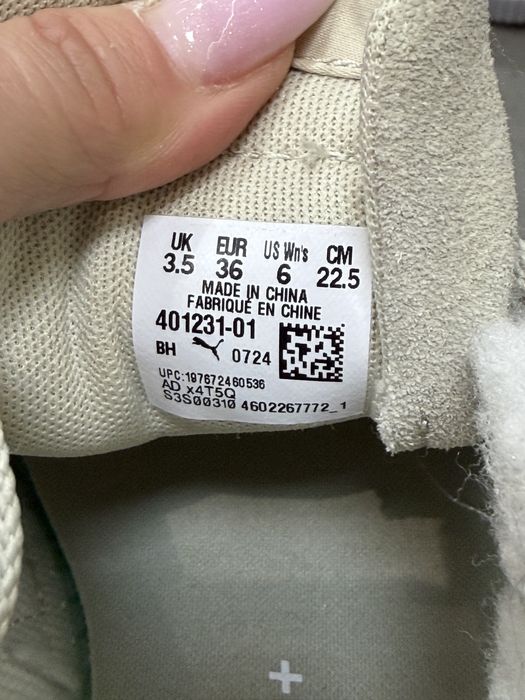 UK EUR US Wn's CM
3.5 36 6 22.5
MADE IN CHINA
FABRIQUÉ EN CHINE
401231-01
BH 0724
UPC:197672460536
AD x4T5Q
S3S00310 4602267772_1